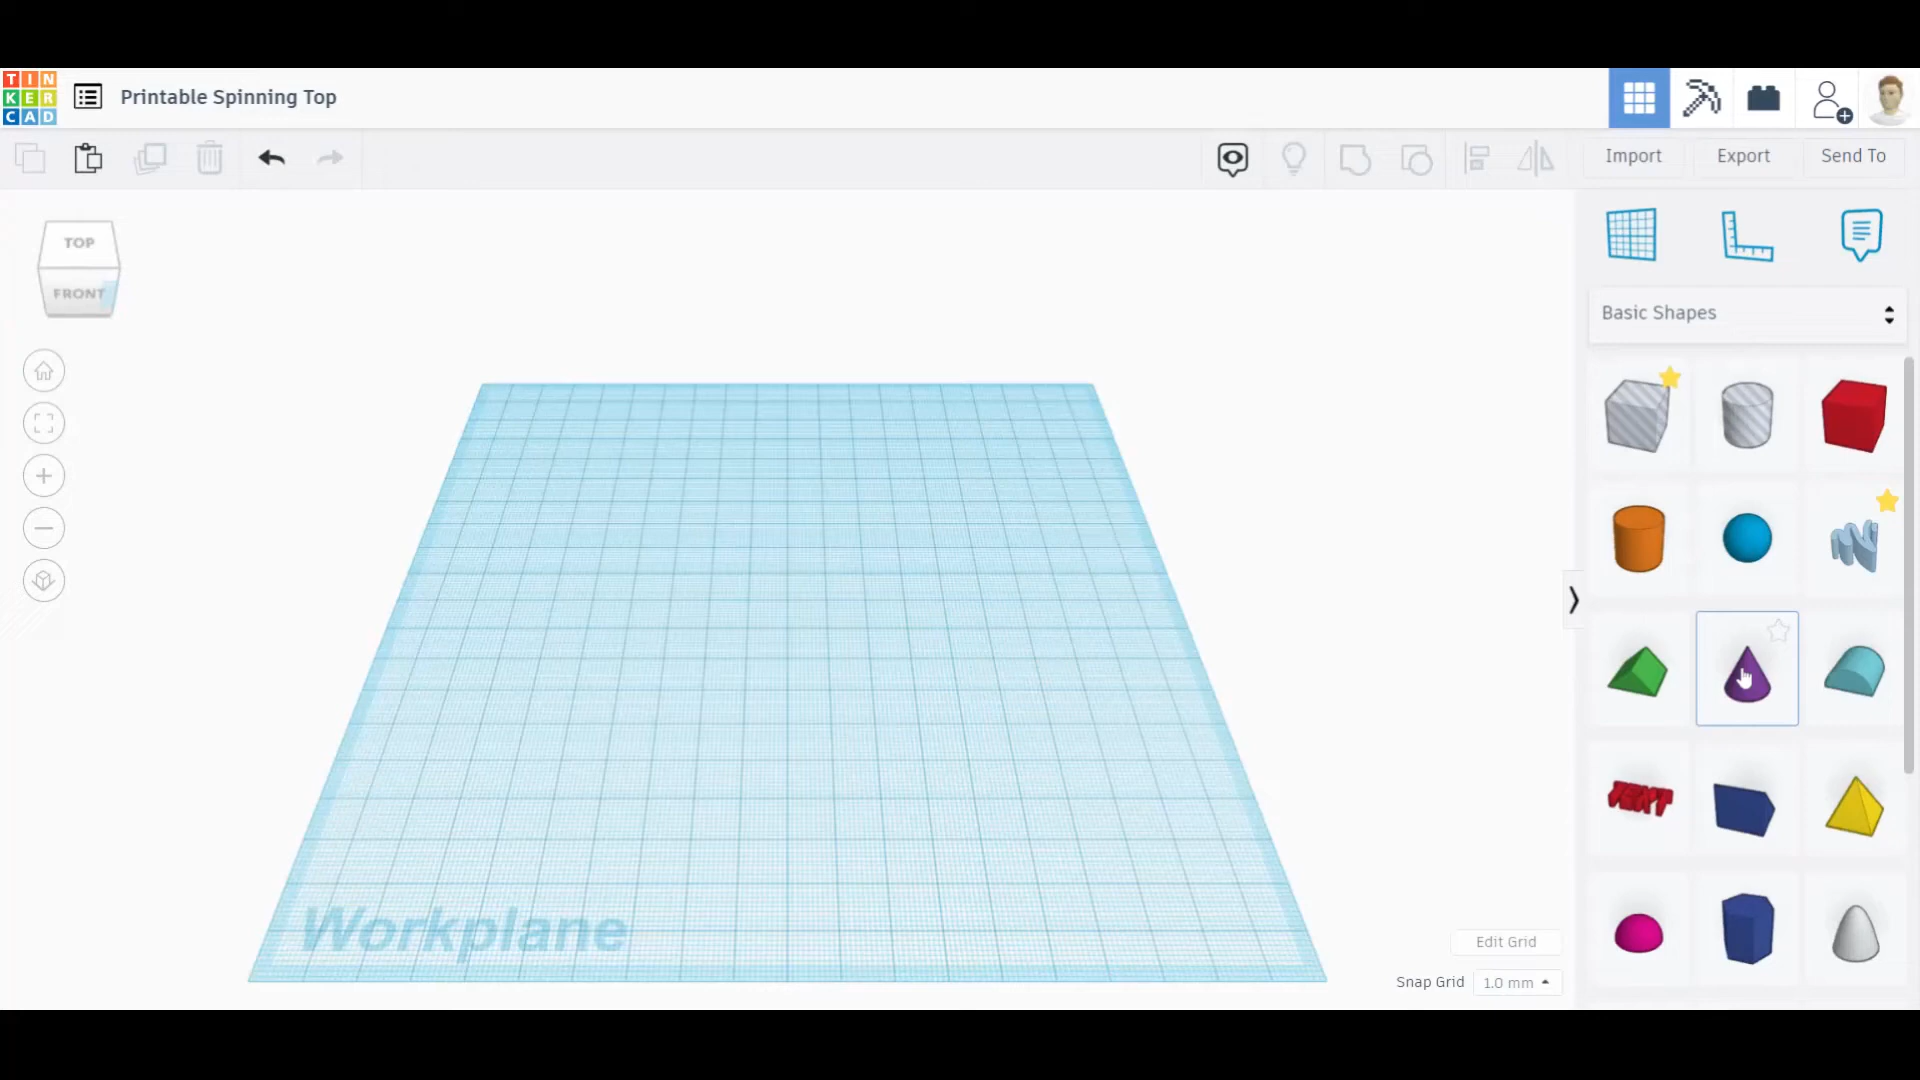 TIN
KER
CAD
Printable Spinning Top
Import
Export
Send To
TOP
FRONT
Basic Shapes
TEXT
Workplane
Edit Grid
Snap Grid
1.0 mm